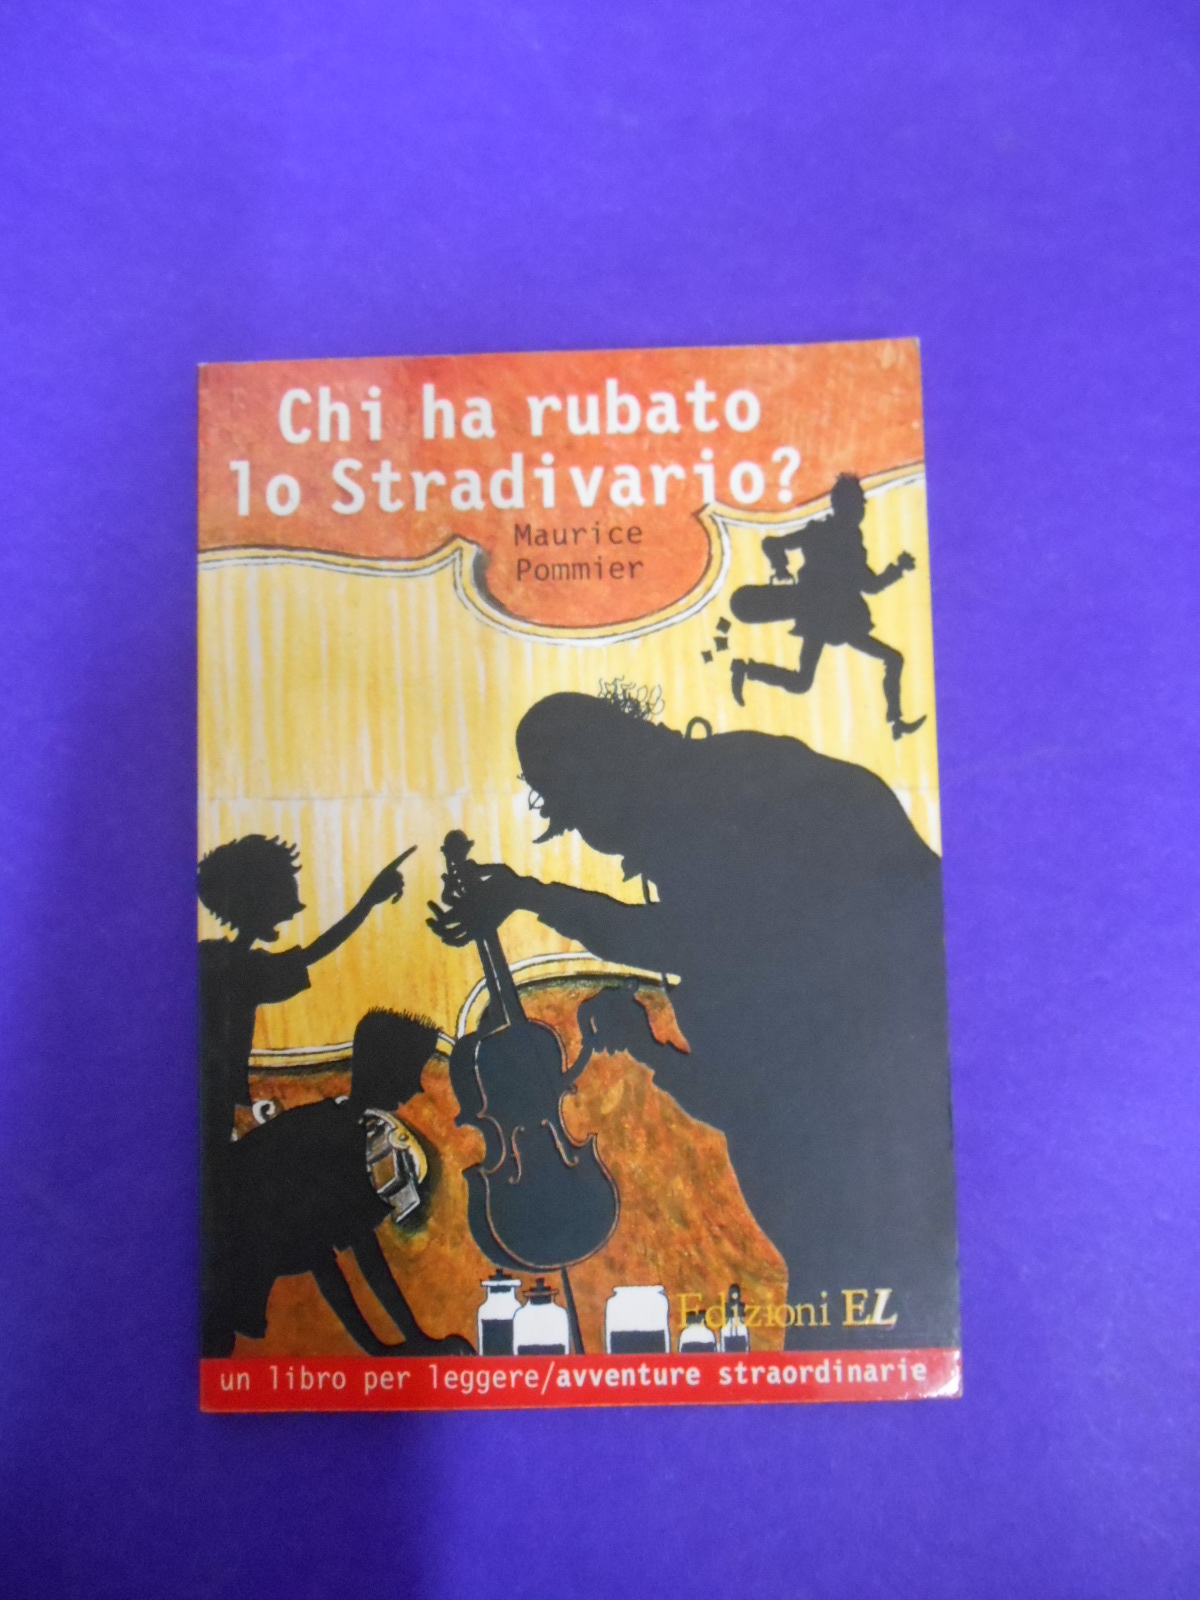 Chi ha rubato
lo Stradivario?
Maurice
Pommier
Edizioni EL
un libro per leggere/avventure straordinarie